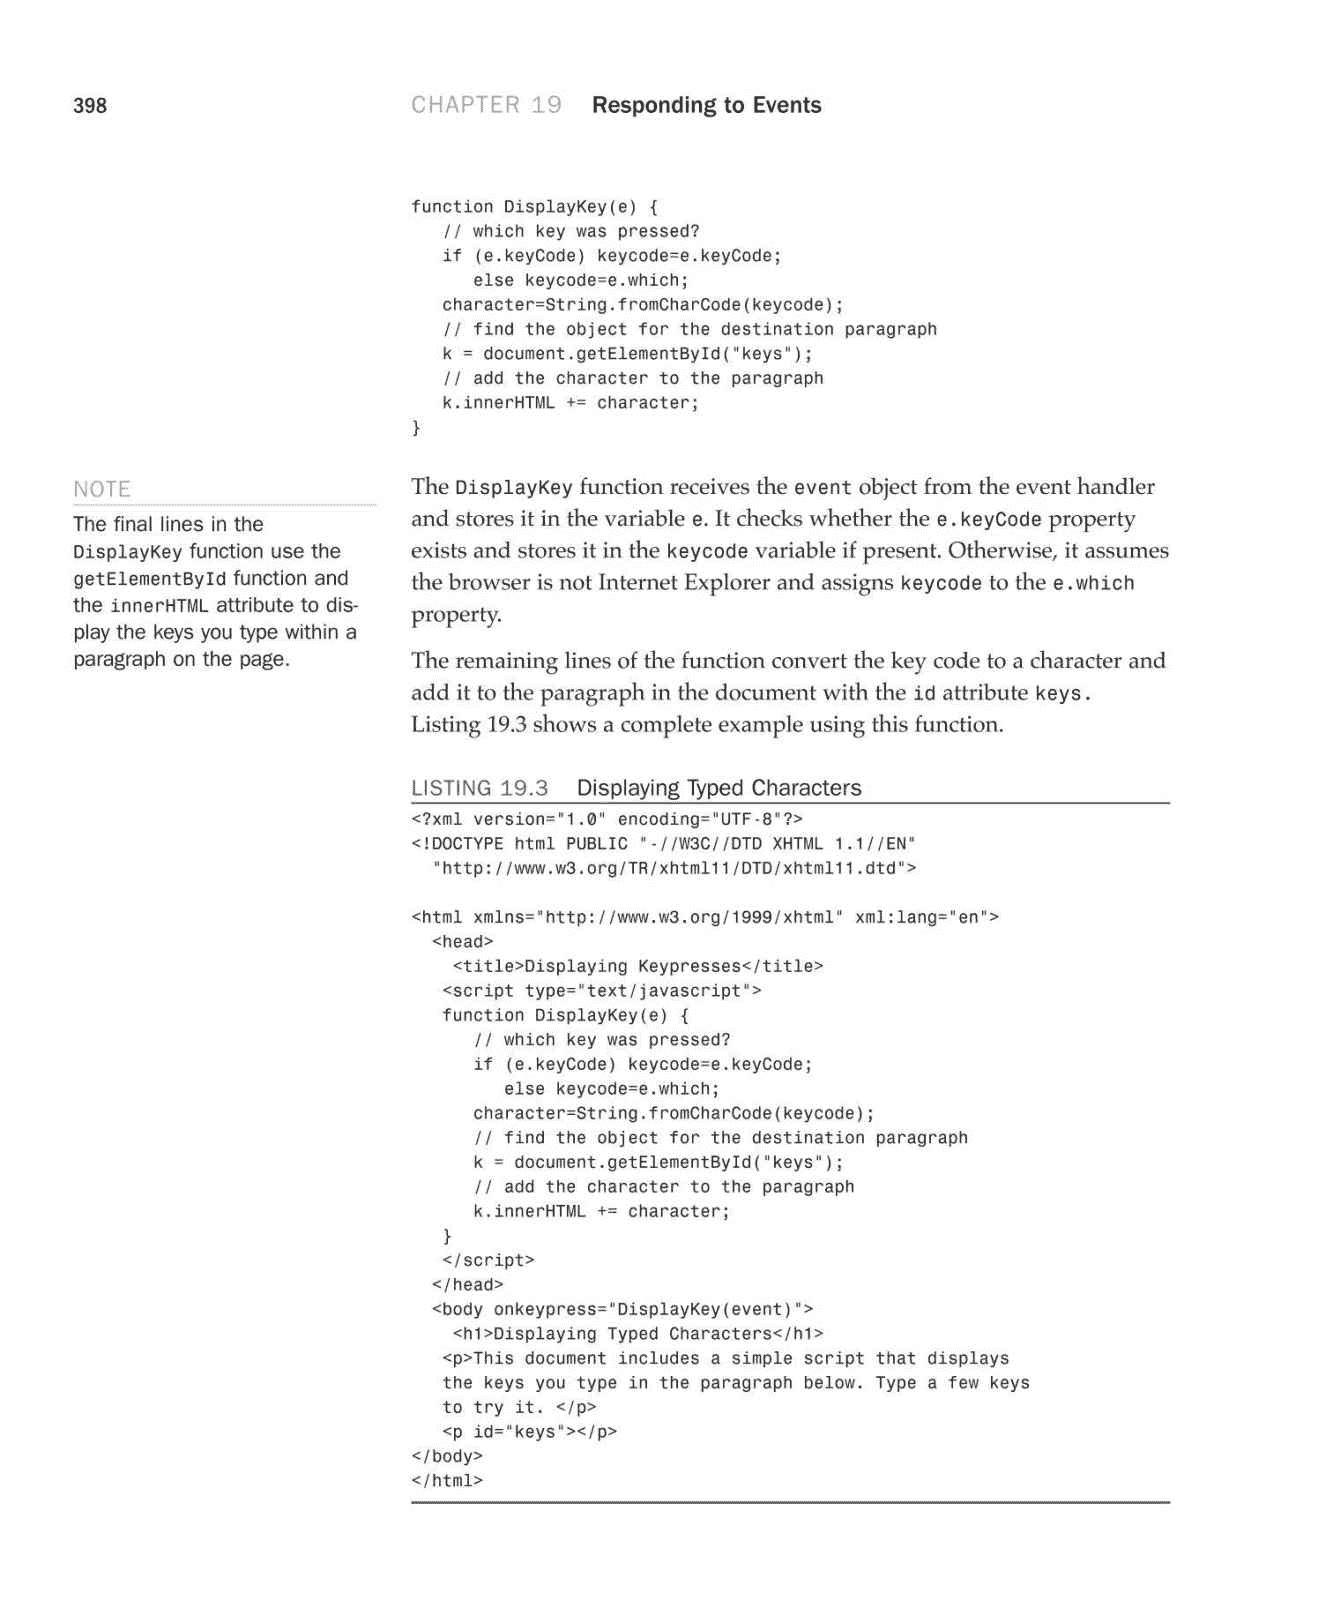 398
CHAPTER 19 Responding to Events
function DisplayKey(e) {
   // which key was pressed?
   if (e.keyCode) keycode=e.keyCode;
      else keycode=e.which;
   character=String.fromCharCode(keycode);
   // find the object for the destination paragraph
   k = document.getElementById("keys");
   // add the character to the paragraph
   k.innerHTML += character;
}
NOTE
The final lines in the
DisplayKey function use the
getElementById function and
the innerHTML attribute to dis-
play the keys you type within a
paragraph on the page.
The DisplayKey function receives the event object from the event handler
and stores it in the variable e. It checks whether the e.keyCode property
exists and stores it in the keycode variable if present. Otherwise, it assumes
the browser is not Internet Explorer and assigns keycode to the e.which
property.
The remaining lines of the function convert the key code to a character and
add it to the paragraph in the document with the id attribute keys.
Listing 19.3 shows a complete example using this function.
LISTING 19.3 Displaying Typed Characters
<?xml version="1.0" encoding="UTF-8"?>
<!DOCTYPE html PUBLIC "-//W3C//DTD XHTML 1.1//EN"
  "http://www.w3.org/TR/xhtml11/DTD/xhtml11.dtd">
<html xmlns="http://www.w3.org/1999/xhtml" xml:lang="en">
  <head>
    <title>Displaying Keypresses</title>
   <script type="text/javascript">
   function DisplayKey(e) {
      // which key was pressed?
      if (e.keyCode) keycode=e.keyCode;
         else keycode=e.which;
      character=String.fromCharCode(keycode);
      // find the object for the destination paragraph
      k = document.getElementById("keys");
      // add the character to the paragraph
      k.innerHTML += character;
   }
   </script>
  </head>
  <body onkeypress="DisplayKey(event)">
    <h1>Displaying Typed Characters</h1>
   <p>This document includes a simple script that displays
   the keys you type in the paragraph below. Type a few keys
   to try it. </p>
   <p id="keys"></p>
</body>
</html>